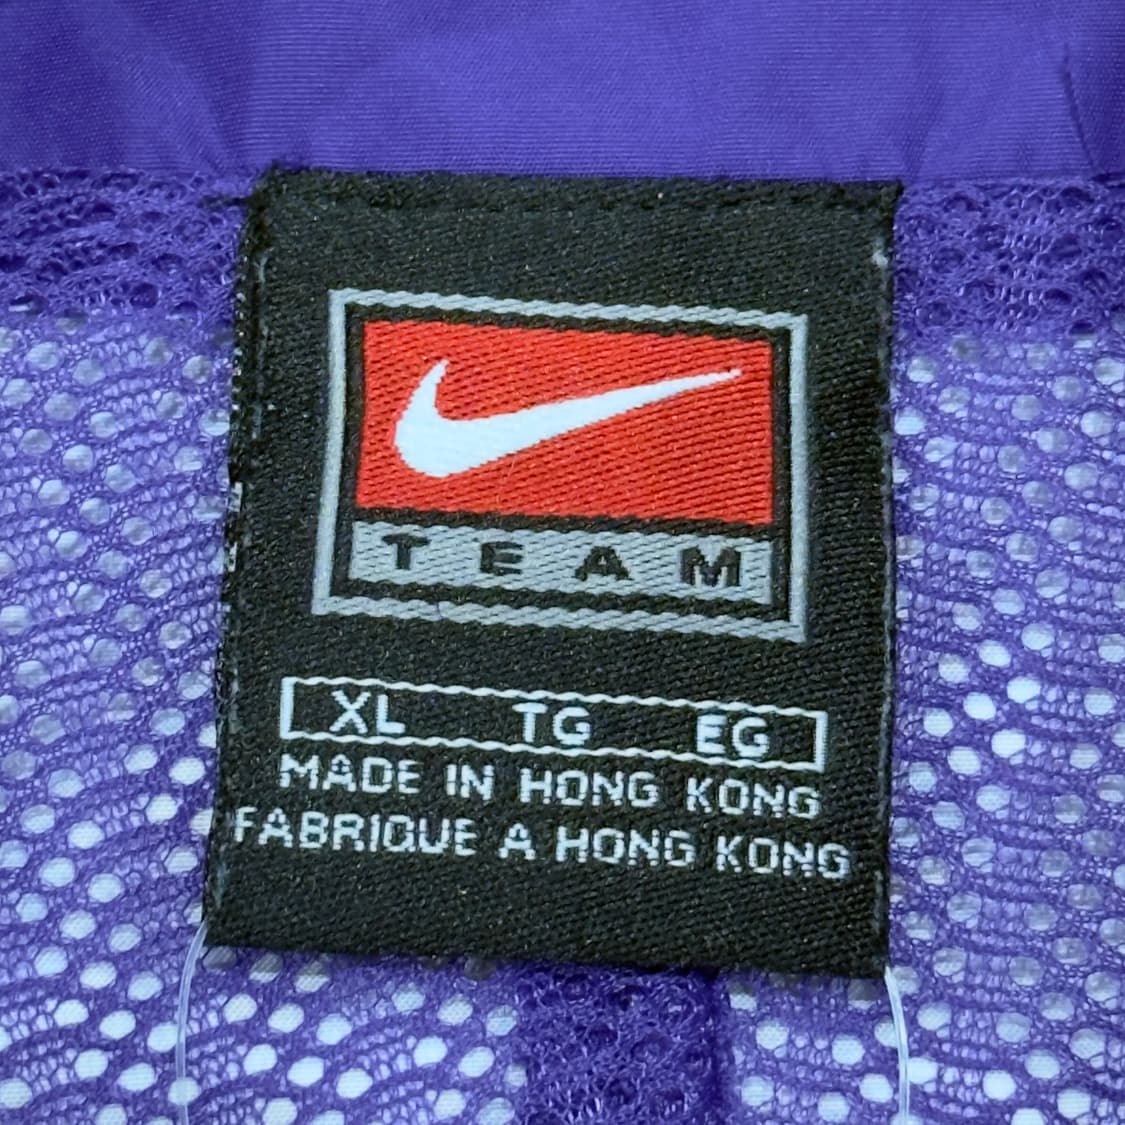 TEAM
XL TG EG
MADE IN HONG KONG
FABRIQUE A HONG KONG